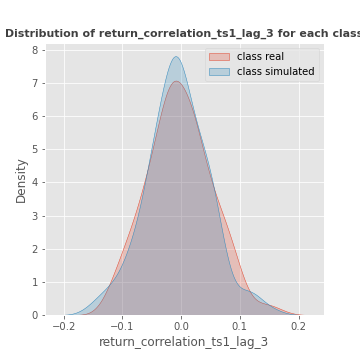 Distribution of return_correlation_ts1_lag_3 for each class
8
7
6
5
4
3
2
1
0
Density
class real
class simulated
−0.2 −0.1 0.0 0.1 0.2
return_correlation_ts1_lag_3